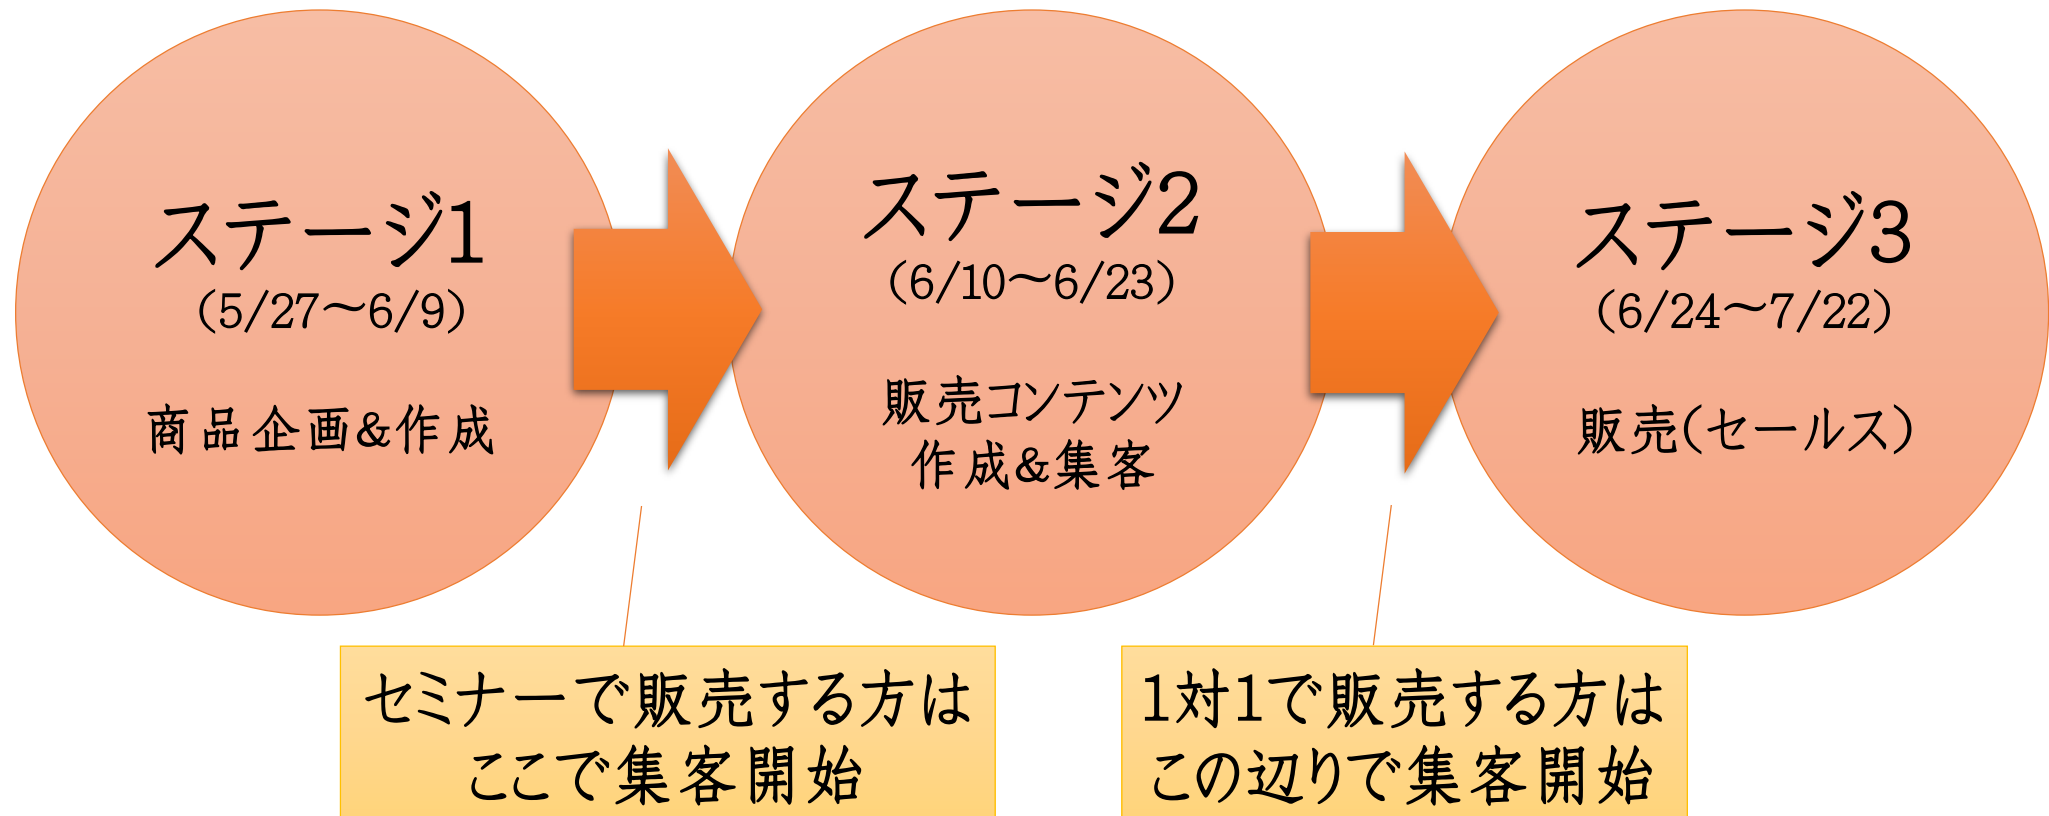 ステージ1
（5/27～6/9）
商品企画&作成
ステージ2
（6/10～6/23）
販売コンテンツ
作成&集客
ステージ3
（6/24～7/22）
販売（セールス）
セミナーで販売する方は
ここで集客開始
1対1で販売する方は
この辺りで集客開始